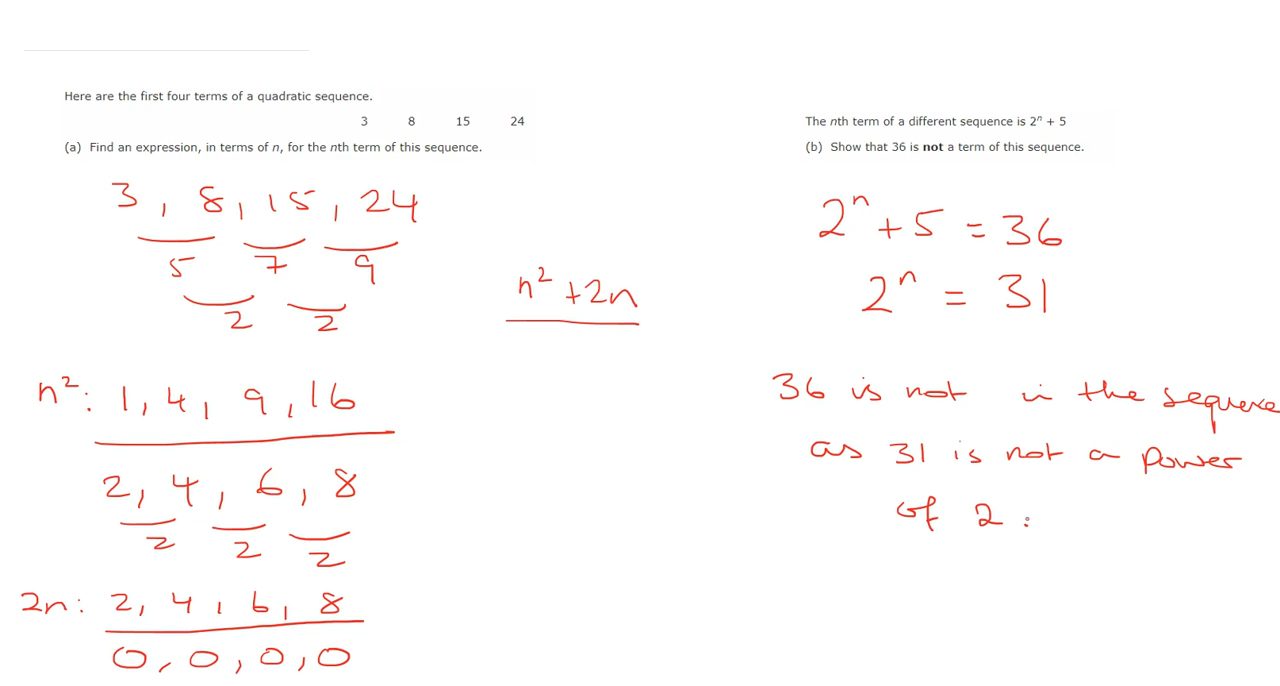 Here are the first four terms of a quadratic sequence.
3 8 15 24
(a) Find an expression, in terms of n, for the nth term of this sequence.
3, 8, 15, 24
5 7 9
2 2
n² + 2n
n²: 1, 4, 9, 16
2, 4, 6, 8
2 2 2
2n: 2, 4, 6, 8
0, 0, 0, 0
The nth term of a different sequence is 2ⁿ + 5
(b) Show that 36 is not a term of this sequence.
2ⁿ + 5 = 36
2ⁿ = 31
36 is not in the sequence
as 31 is not a power
of 2.